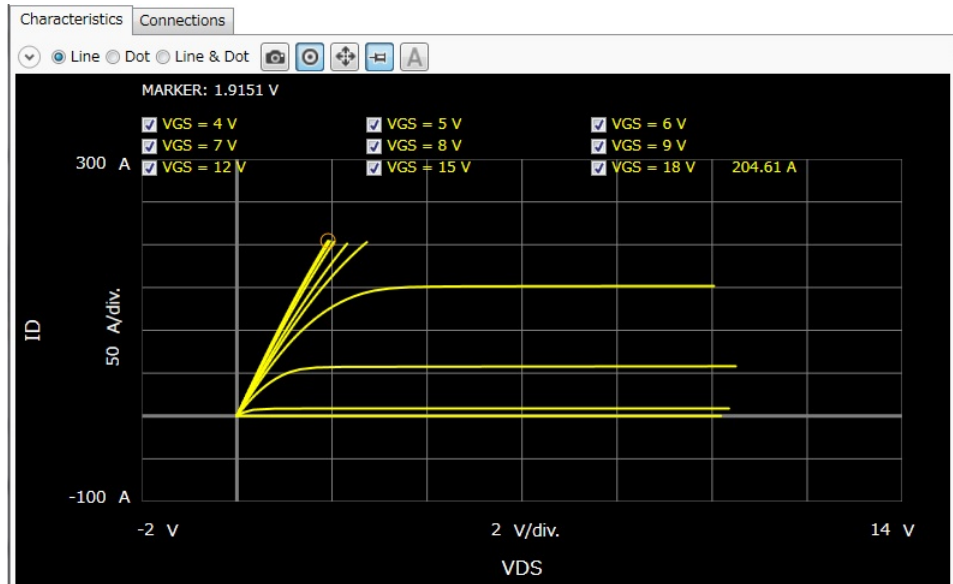 Characteristics Connections
Line Dot Line & Dot A
MARKER: 1.9151 V
VGS = 4 V VGS = 5 V VGS = 6 V
VGS = 7 V VGS = 8 V VGS = 9 V
300 A VGS = 12 V VGS = 15 V VGS = 18 V 204.61 A
ID
50 A/div.
-100 A
-2 V 2 V/div. 14 V
VDS